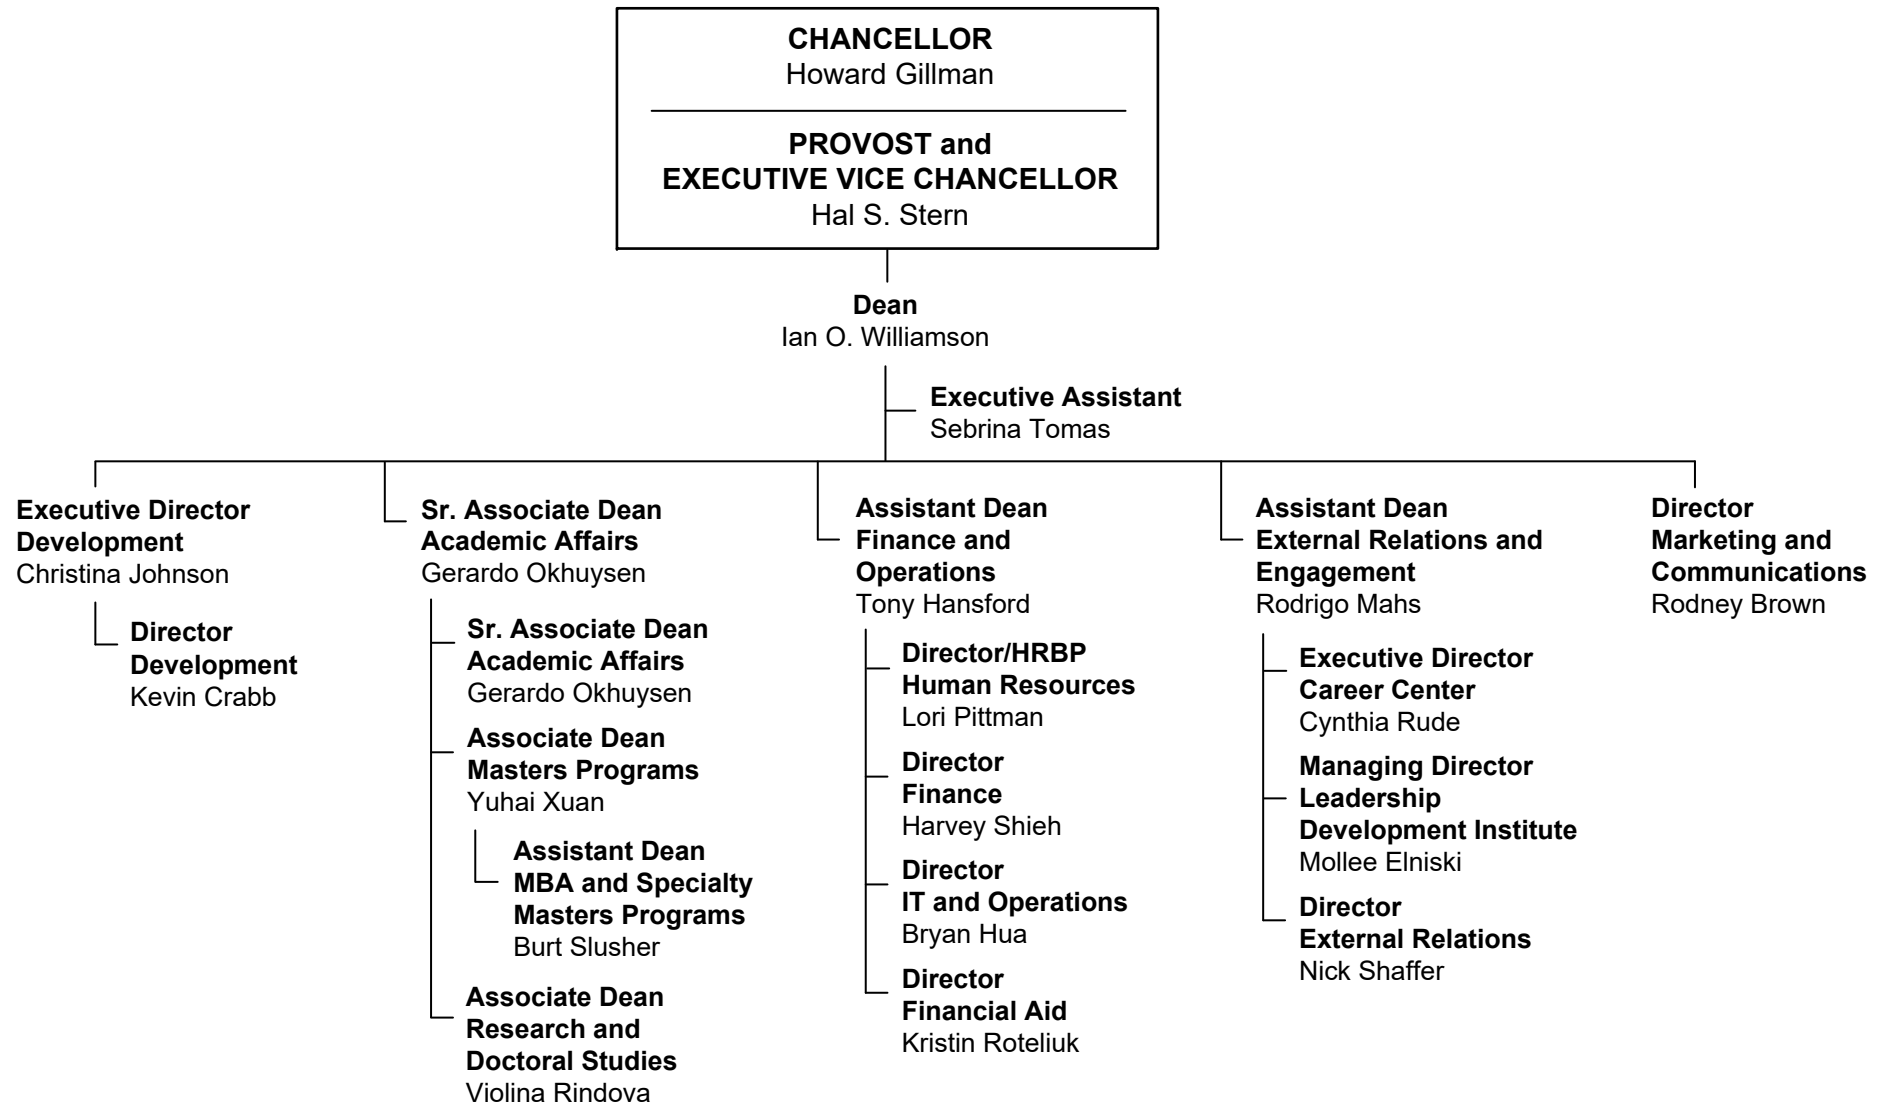 CHANCELLOR
Howard Gillman
PROVOST and
EXECUTIVE VICE CHANCELLOR
Hal S. Stern
Dean
Ian O. Williamson
Executive Assistant
Sebrina Tomas
Executive Director
Development
Christina Johnson
Director
Development
Kevin Crabb
Sr. Associate Dean
Academic Affairs
Gerardo Okhuysen
Sr. Associate Dean
Academic Affairs
Gerardo Okhuysen
Associate Dean
Masters Programs
Yuhai Xuan
Assistant Dean
MBA and Specialty
Masters Programs
Burt Slusher
Associate Dean
Research and
Doctoral Studies
Violina Rindova
Assistant Dean
Finance and
Operations
Tony Hansford
Director/HRBP
Human Resources
Lori Pittman
Director
Finance
Harvey Shieh
Director
IT and Operations
Bryan Hua
Director
Financial Aid
Kristin Roteliuk
Assistant Dean
External Relations and
Engagement
Rodrigo Mahs
Executive Director
Career Center
Cynthia Rude
Managing Director
Leadership
Development Institute
Mollee Elniski
Director
External Relations
Nick Shaffer
Director
Marketing and
Communications
Rodney Brown